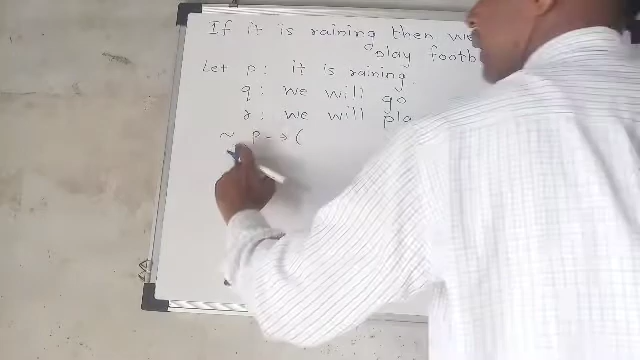 If it is raining then we
play footb
Let p: it is raining.
q: we will go
r: we will pla
~ p → (